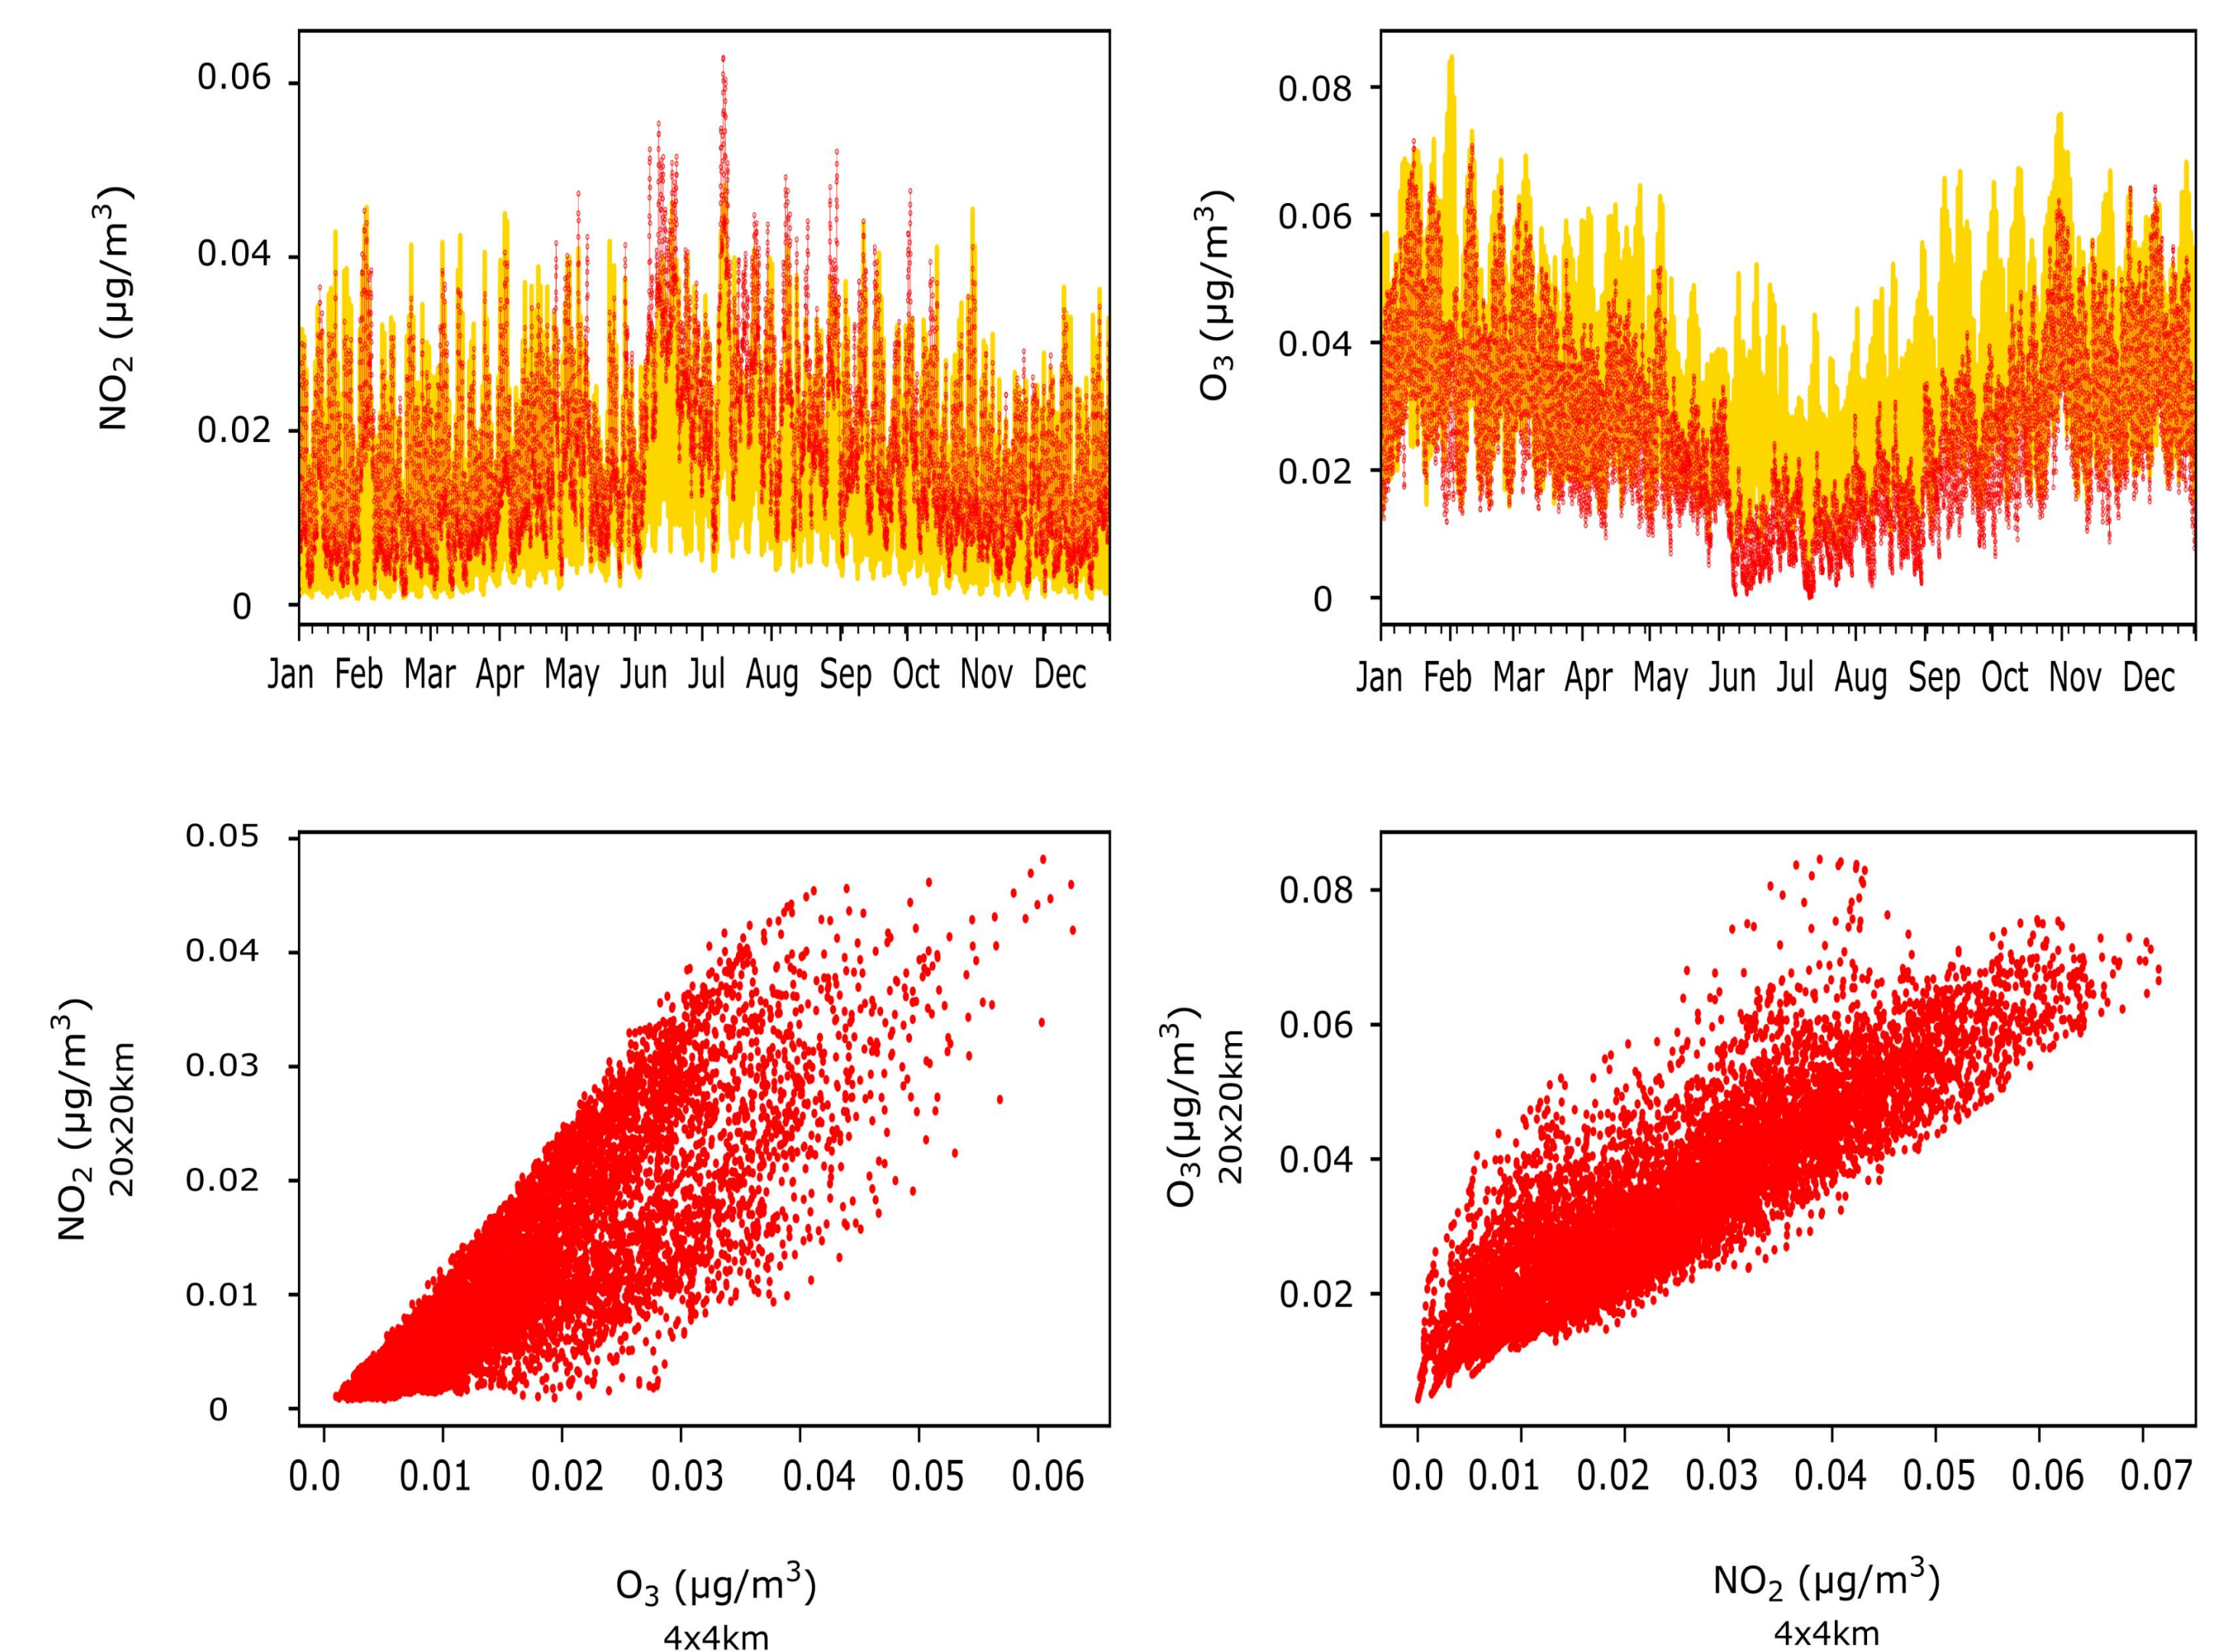 NO₂ (µg/m³)
0.06
0.04
0.02
0
Jan Feb Mar Apr May Jun Jul Aug Sep Oct Nov Dec
O₃ (µg/m³)
0.08
0.06
0.04
0.02
0
Jan Feb Mar Apr May Jun Jul Aug Sep Oct Nov Dec
NO₂ (µg/m³)
20x20km
0.05
0.04
0.03
0.02
0.01
0
0.0 0.01 0.02 0.03 0.04 0.05 0.06
O₃ (µg/m³)
4x4km
O₃(µg/m³)
20x20km
0.08
0.06
0.04
0.02
0.0 0.01 0.02 0.03 0.04 0.05 0.06 0.07
NO₂ (µg/m³)
4x4km